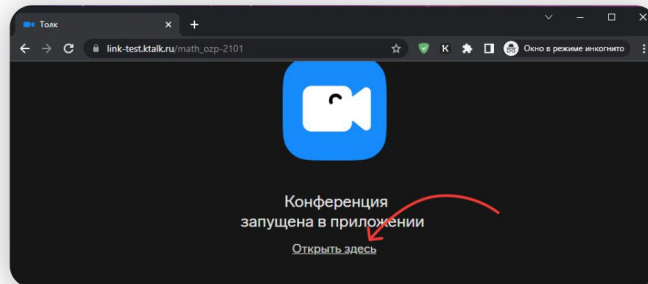 Толк
link-test.ktalk.ru/math_ozp-2101
K
Окно в режиме инкогнито
Конференция
запущена в приложении
Открыть здесь